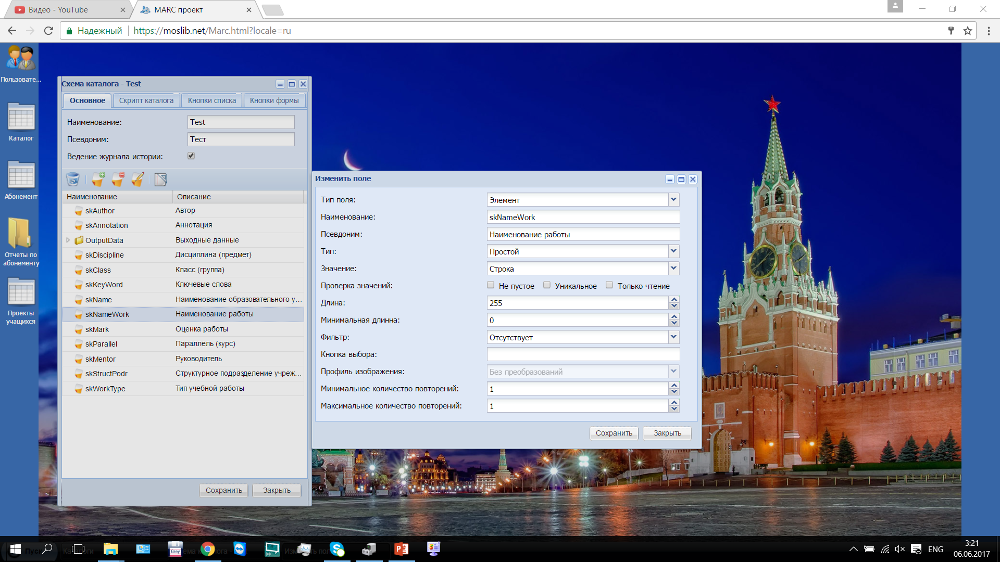 Видео - YouTube
MARC проект
Надежный
https://moslib.net/Marc.html?locale=ru
Пользовате...
Каталог
Абонемент
Отчеты по
абонементу
Проекты
учащихся
Схема каталога - Test
Основное
Скрипт каталога
Кнопки списка
Кнопки формы
Наименование: Test
Псевдоним: Тест
Ведение журнала истории:
Наименование Описание
skAuthor Автор
skAnnotation Аннотация
OutputData Выходные данные
skDiscipline Дисциплина (предмет)
skClass Класс (группа)
skKeyWord Ключевые слова
skName Наименование образовательного у...
skNameWork Наименование работы
skMark Оценка работы
skParallel Параллель (курс)
skMentor Руководитель
skStructPodr Структурное подразделение учреж...
skWorkType Тип учебной работы
Сохранить Закрыть
Изменить поле
Тип поля: Элемент
Наименование: skNameWork
Псевдоним: Наименование работы
Тип: Простой
Значение: Строка
Проверка значений: Не пустое Уникальное Только чтение
Длина: 255
Минимальная длинна: 0
Фильтр: Отсутствует
Кнопка выбора:
Профиль изображения: Без преобразований
Минимальное количество повторений: 1
Максимальное количество повторений: 1
Сохранить Закрыть
Grey
ENG
3:21
06.06.2017